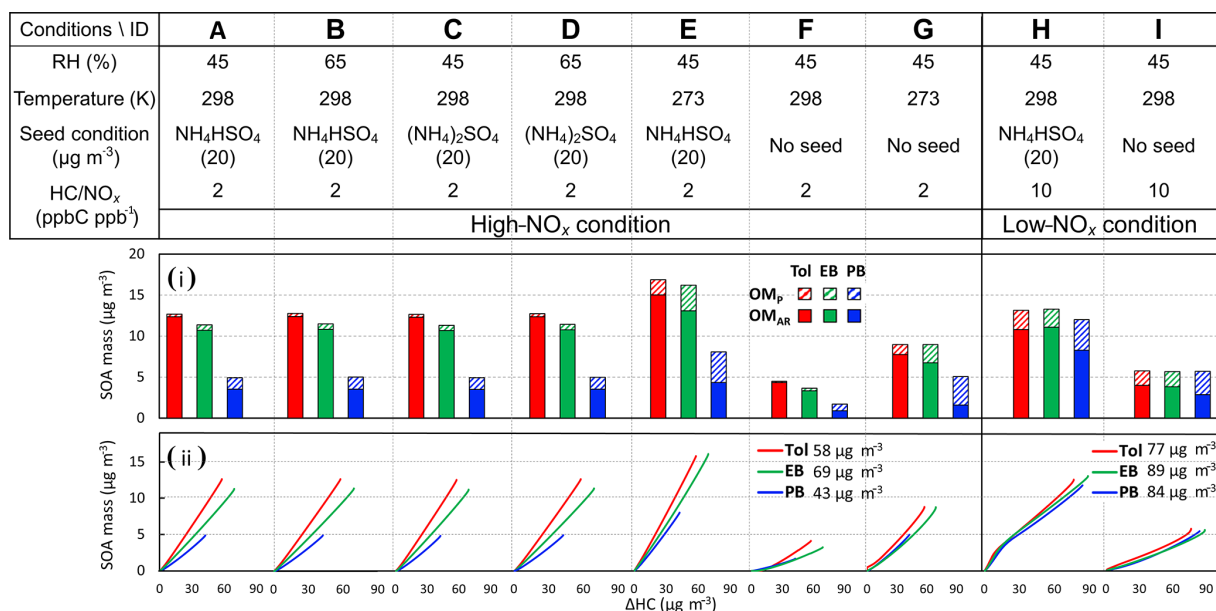 Conditions \ ID A B C D E F G H I
RH (%) 45 65 45 65 45 45 45 45 45
Temperature (K) 298 298 298 298 273 298 273 298 298
Seed condition (µg m⁻³) NH₄HSO₄ (20) NH₄HSO₄ (20) (NH₄)₂SO₄ (20) (NH₄)₂SO₄ (20) NH₄HSO₄ (20) No seed No seed NH₄HSO₄ (20) No seed
HC/NOₓ (ppbC ppb⁻¹) 2 2 2 2 2 2 2 10 10
High–NOₓ condition Low–NOₓ condition
SOA mass (µg m⁻³)
20
15
10
5
0
(i)
Tol EB PB
OM_P
OM_AR
SOA mass (µg m⁻³)
15
10
5
0
(ii)
Tol 58 µg m⁻³
EB 69 µg m⁻³
PB 43 µg m⁻³
Tol 77 µg m⁻³
EB 89 µg m⁻³
PB 84 µg m⁻³
0 30 60 90 0 30 60 90 0 30 60 90 0 30 60 90 0 30 60 90 0 30 60 90 0 30 60 90 0 30 60 90 0 30 60 90
ΔHC (µg m⁻³)